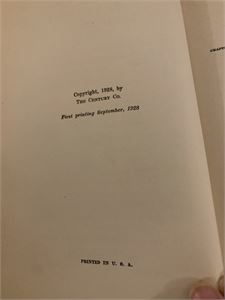 Copyright, 1928, by
THE CENTURY CO.
First printing September, 1928
PRINTED IN U. S. A.